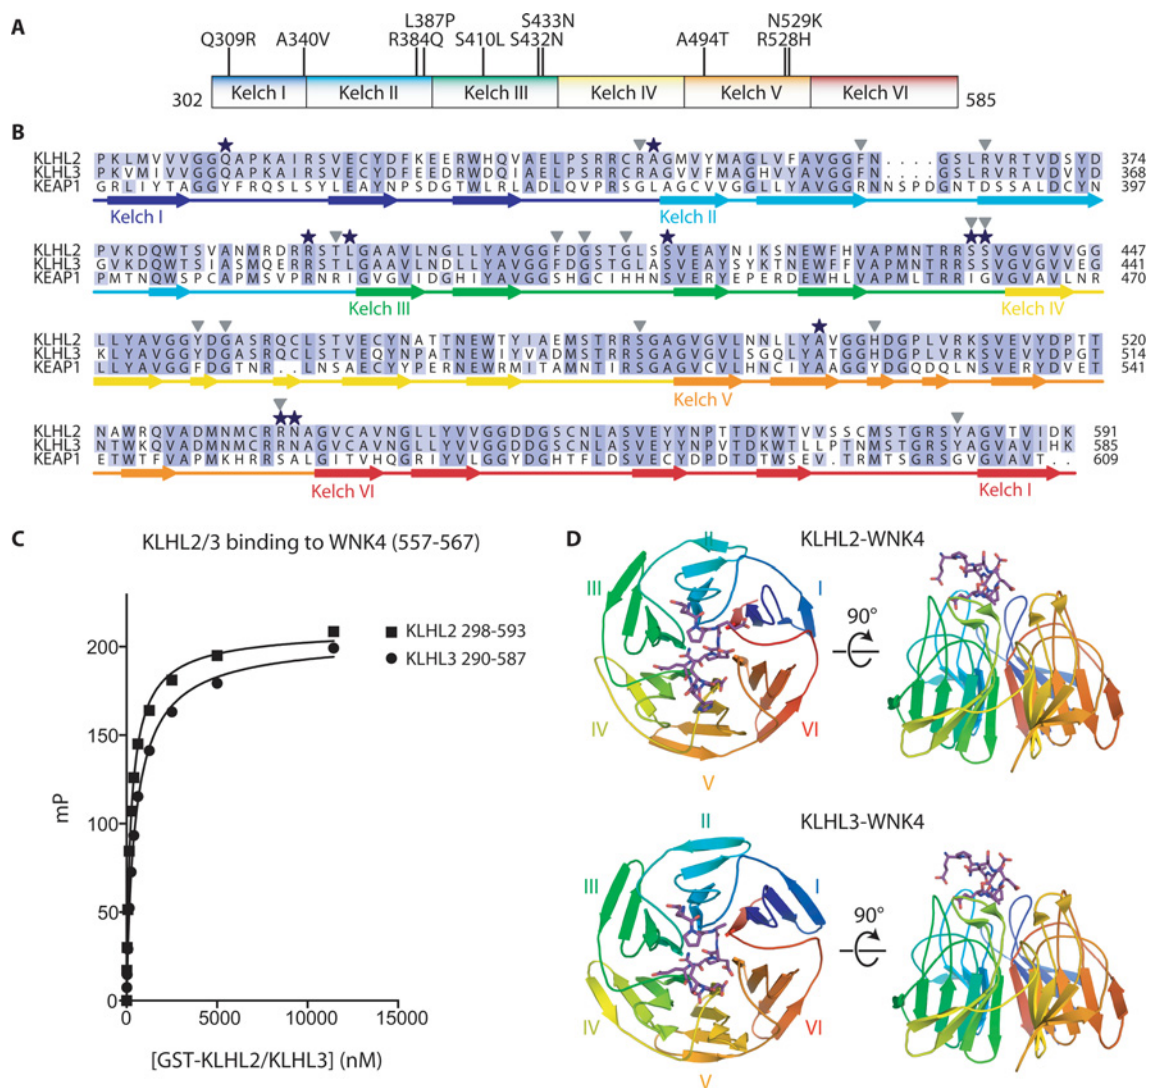 A
Q309R
A340V
L387P
R384Q
S410L
S433N
S432N
A494T
N529K
R528H
302
Kelch I
Kelch II
Kelch III
Kelch IV
Kelch V
Kelch VI
585
B
KLHL2 PKLMVVVGGQAPKAIRSVECYDFKEERWHQVAELPSRRCRAGMVYMAGLVFAVGGFN....GSLRVRTVDSYD 374
KLHL3 PKLMIVVGGQAPKAIRSVECYDFEEDRWDQIAELPSRRCRAGVVFMAGHVYAVGGFN....GSLRVRTVDVYD 368
KEAP1 GRLIYTAGGYFRQSLSYLEAYNPSDGTWLRLADLQVPRSGLAGCVVGGLLYAVGGRNNSPDGNTDSSALDCYN 397
Kelch I
Kelch II
KLHL2 PVKDQWTSVANMRDRRSTLGAAVLNGLLYAVGGFDGSTGLSSVEAYNIKSNEWFHVAPMNTRRSSVGVGVVGG 447
KLHL3 GVKDQWTSIASMQERRSTLGAAVLNDLLYAVGGFDGSTGLASVEAYSYKTNEWFFVAPMNTRRSSVGVGVVEG 441
KEAP1 PMTNQWSPCAPMSVPRNRIGVGVIDGHIYAVGGSHGCIHHNSVERYEPERDEWHLVAPMLTRRIGVGVAVLNR 470
Kelch III
Kelch IV
KLHL2 LLYAVGGYDGASRQCLSTVECYNATTNEWTYIAEMSTRRSGAGVGVLNNLLYAVGGHDGPLVRKSVEVYDPTT 520
KLHL3 KLYAVGGYDGASRQCLSTVEQYNPATNEWIYVADMSTRRSGAGVGVLSGQLYATGGHDGPLVRKSVEVYDPGT 514
KEAP1 LLYAVGGFDGTNR..LNSAECYYPERNEWRMITAMNTIRSGAGVCVLHNCIYAAGGYDGQDQLNSVERYDVET 541
Kelch V
KLHL2 NAWRQVADMNMCRRNAGVCAVNGLLYVVGGDDGSCNLASVEYYNPTTDKWTVVSSCMSTGRSYAGVTVIDK 591
KLHL3 NTWKQVADMNMCRRNAGVCAVNGLLYVVGGDDGSCNLASVEYYNPVTDKWTLLPTNMSTGRSYAGVAVIHK 585
KEAP1 ETWTFVAPMKHRRSALGITVHQGRIYVLGGYDGHTFLDSVECYDPDTDTWSEV.TRMTSGRSGVGVAVT.. 609
Kelch VI
Kelch I
C
KLHL2/3 binding to WNK4 (557-567)
KLHL2 298-593
KLHL3 290-587
200
150
100
50
0
mP
0
5000
10000
15000
[GST-KLHL2/KLHL3] (nM)
D
KLHL2-WNK4
II
I
III
IV
V
VI
90°
KLHL3-WNK4
II
I
III
IV
V
VI
90°